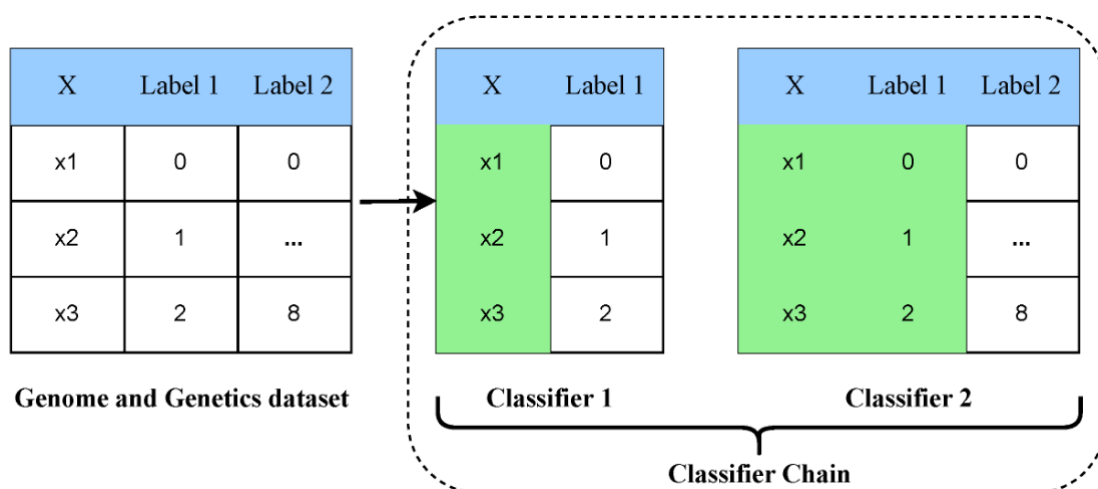 X Label 1 Label 2
x1 0 0
x2 1 ...
x3 2 8
Genome and Genetics dataset
X Label 1
x1 0
x2 1
x3 2
Classifier 1
X Label 1 Label 2
x1 0 0
x2 1 ...
x3 2 8
Classifier 2
Classifier Chain